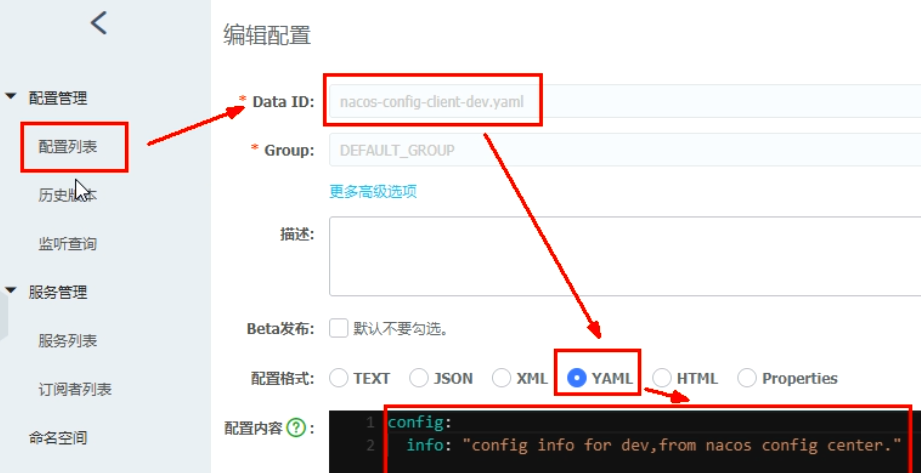 编辑配置
配置管理
* Data ID: nacos-config-client-dev.yaml
配置列表
* Group: DEFAULT_GROUP
历史版本
更多高级选项
描述:
监听查询
服务管理
Beta发布: 默认不要勾选。
服务列表
配置格式: TEXT JSON XML YAML HTML Properties
订阅者列表
配置内容 ? :
1 config:
命名空间
2 info: "config info for dev,from nacos config center."